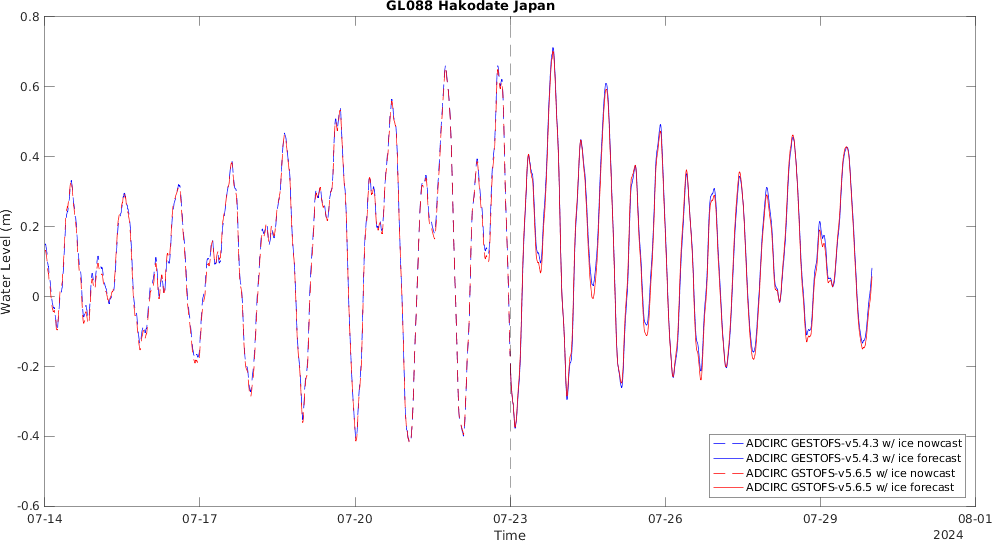 GL088 Hakodate Japan
0.8
0.6
0.4
0.2
0
-0.2
-0.4
-0.6
Water Level (m)
07-14
07-17
07-20
07-23
07-26
07-29
08-01
Time
2024
ADCIRC GESTOFS-v5.4.3 w/ ice nowcast
ADCIRC GESTOFS-v5.4.3 w/ ice forecast
ADCIRC GSTOFS-v5.6.5 w/ ice nowcast
ADCIRC GSTOFS-v5.6.5 w/ ice forecast